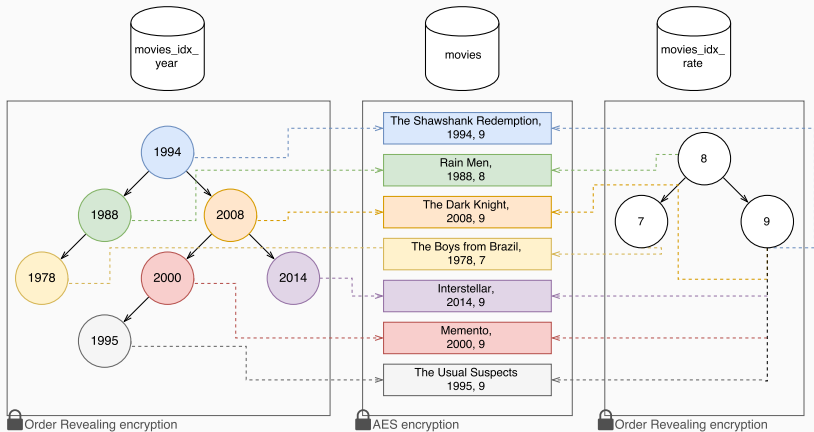 movies_idx_
year
movies
movies_idx_
rate
1994
1988
2008
1978
2000
2014
1995
The Shawshank Redemption,
1994, 9
Rain Men,
1988, 8
The Dark Knight,
2008, 9
The Boys from Brazil,
1978, 7
Interstellar,
2014, 9
Memento,
2000, 9
The Usual Suspects
1995, 9
8
7
9
Order Revealing encryption
AES encryption
Order Revealing encryption